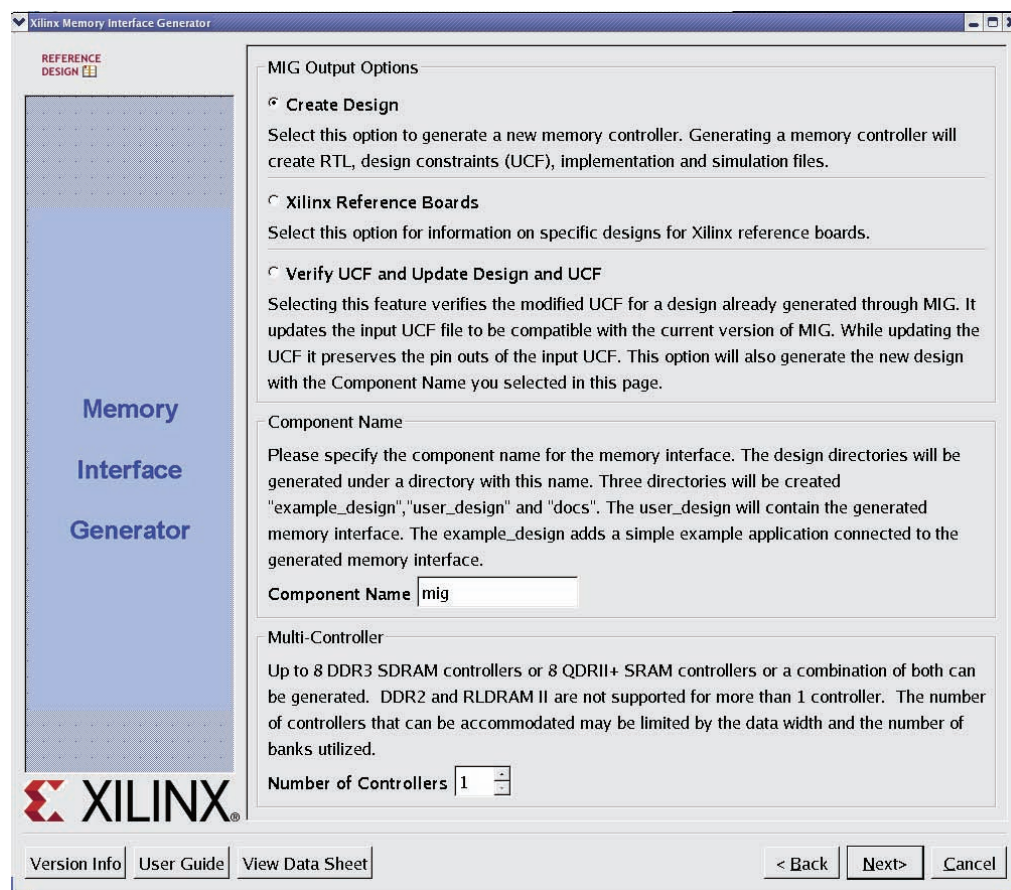 Xilinx Memory Interface Generator
REFERENCE
DESIGN
Memory
Interface
Generator
XILINX®
MIG Output Options
Create Design
Select this option to generate a new memory controller. Generating a memory controller will
create RTL, design constraints (UCF), implementation and simulation files.
Xilinx Reference Boards
Select this option for information on specific designs for Xilinx reference boards.
Verify UCF and Update Design and UCF
Selecting this feature verifies the modified UCF for a design already generated through MIG. It
updates the input UCF file to be compatible with the current version of MIG. While updating the
UCF it preserves the pin outs of the input UCF. This option will also generate the new design
with the Component Name you selected in this page.
Component Name
Please specify the component name for the memory interface. The design directories will be
generated under a directory with this name. Three directories will be created
"example_design","user_design" and "docs". The user_design will contain the generated
memory interface. The example_design adds a simple example application connected to the
generated memory interface.
Component Name mig
Multi-Controller
Up to 8 DDR3 SDRAM controllers or 8 QDRII+ SRAM controllers or a combination of both can
be generated. DDR2 and RLDRAM II are not supported for more than 1 controller. The number
of controllers that can be accommodated may be limited by the data width and the number of
banks utilized.
Number of Controllers 1
Version Info User Guide View Data Sheet < Back Next> Cancel